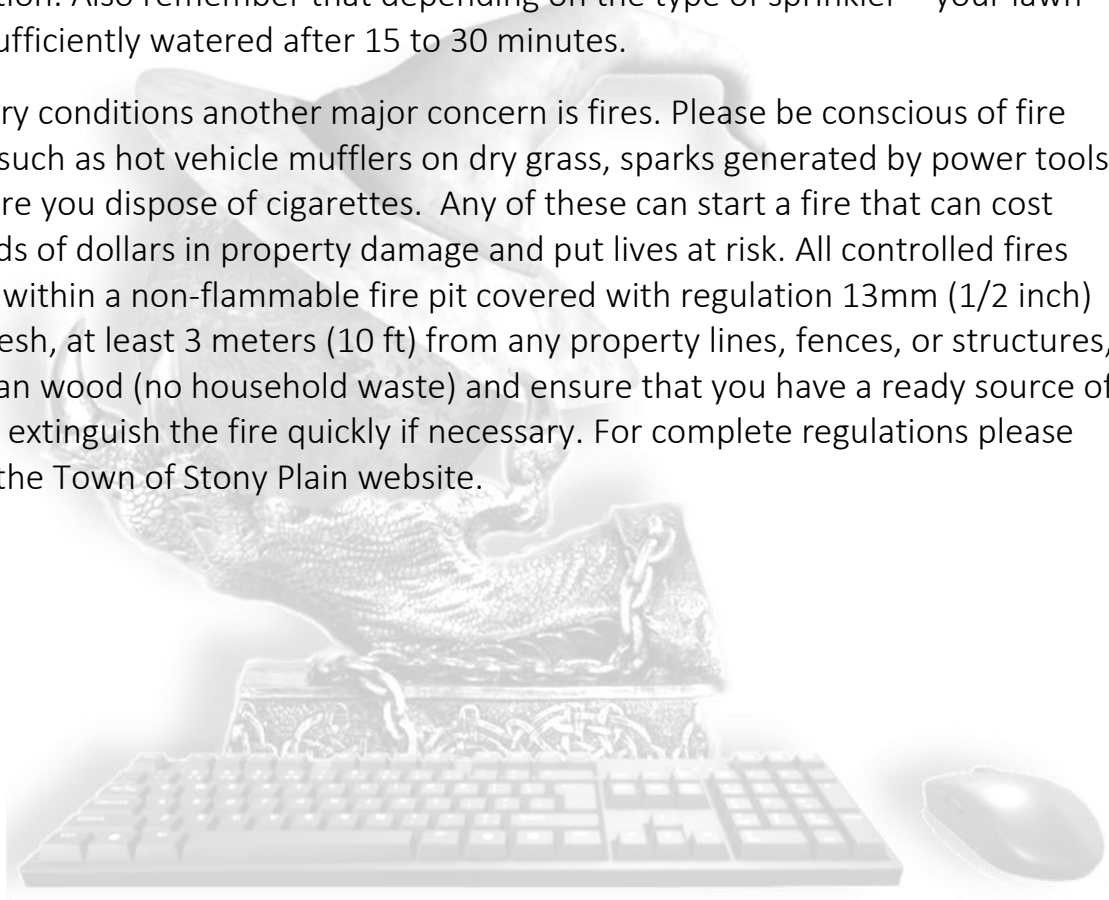 tion. Also remember that depending on the type of sprinkler – your lawn
ufficiently watered after 15 to 30 minutes.
ry conditions another major concern is fires. Please be conscious of fire
such as hot vehicle mufflers on dry grass, sparks generated by power tools
re you dispose of cigarettes. Any of these can start a fire that can cost
ds of dollars in property damage and put lives at risk. All controlled fires
within a non-flammable fire pit covered with regulation 13mm (1/2 inch)
esh, at least 3 meters (10 ft) from any property lines, fences, or structures,
an wood (no household waste) and ensure that you have a ready source of
extinguish the fire quickly if necessary. For complete regulations please
the Town of Stony Plain website.